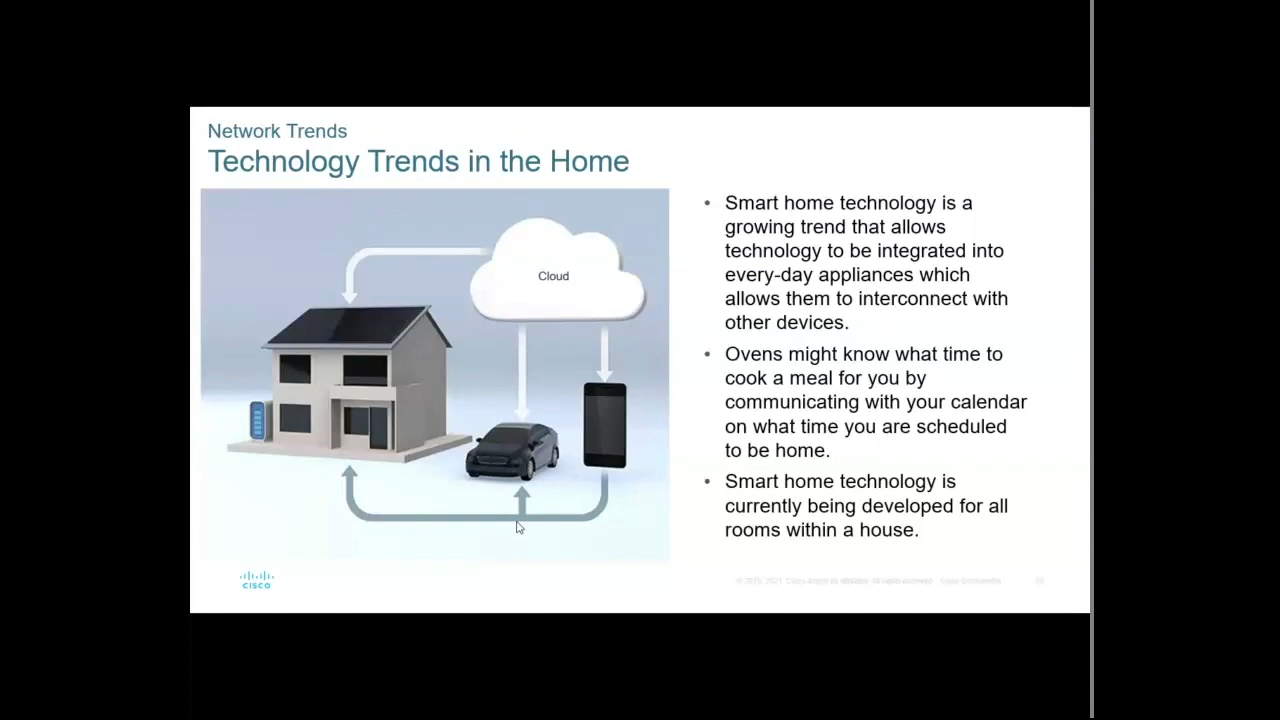 Network Trends
Technology Trends in the Home
Cloud
• Smart home technology is a
growing trend that allows
technology to be integrated into
every-day appliances which
allows them to interconnect with
other devices.
• Ovens might know what time to
cook a meal for you by
communicating with your calendar
on what time you are scheduled
to be home.
• Smart home technology is
currently being developed for all
rooms within a house.
CISCO